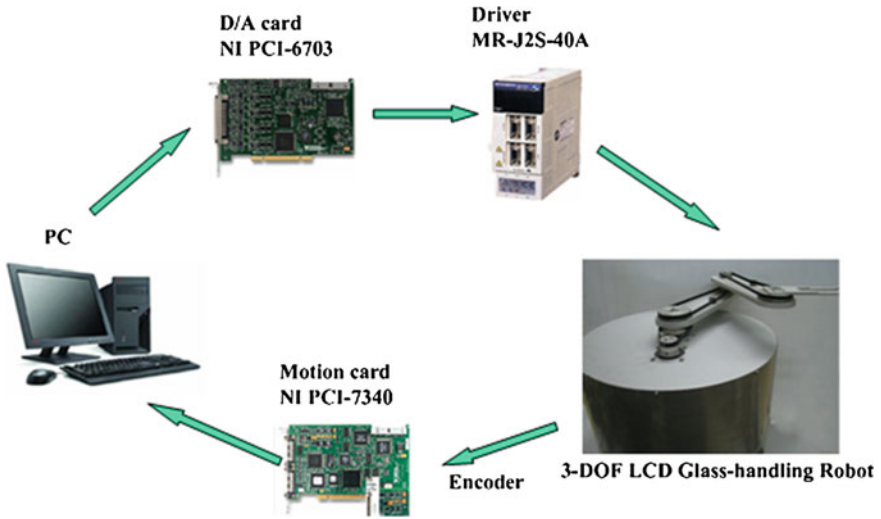 D/A card
NI PCI-6703
Driver
MR-J2S-40A
PC
Motion card
NI PCI-7340
Encoder
3-DOF LCD Glass-handling Robot